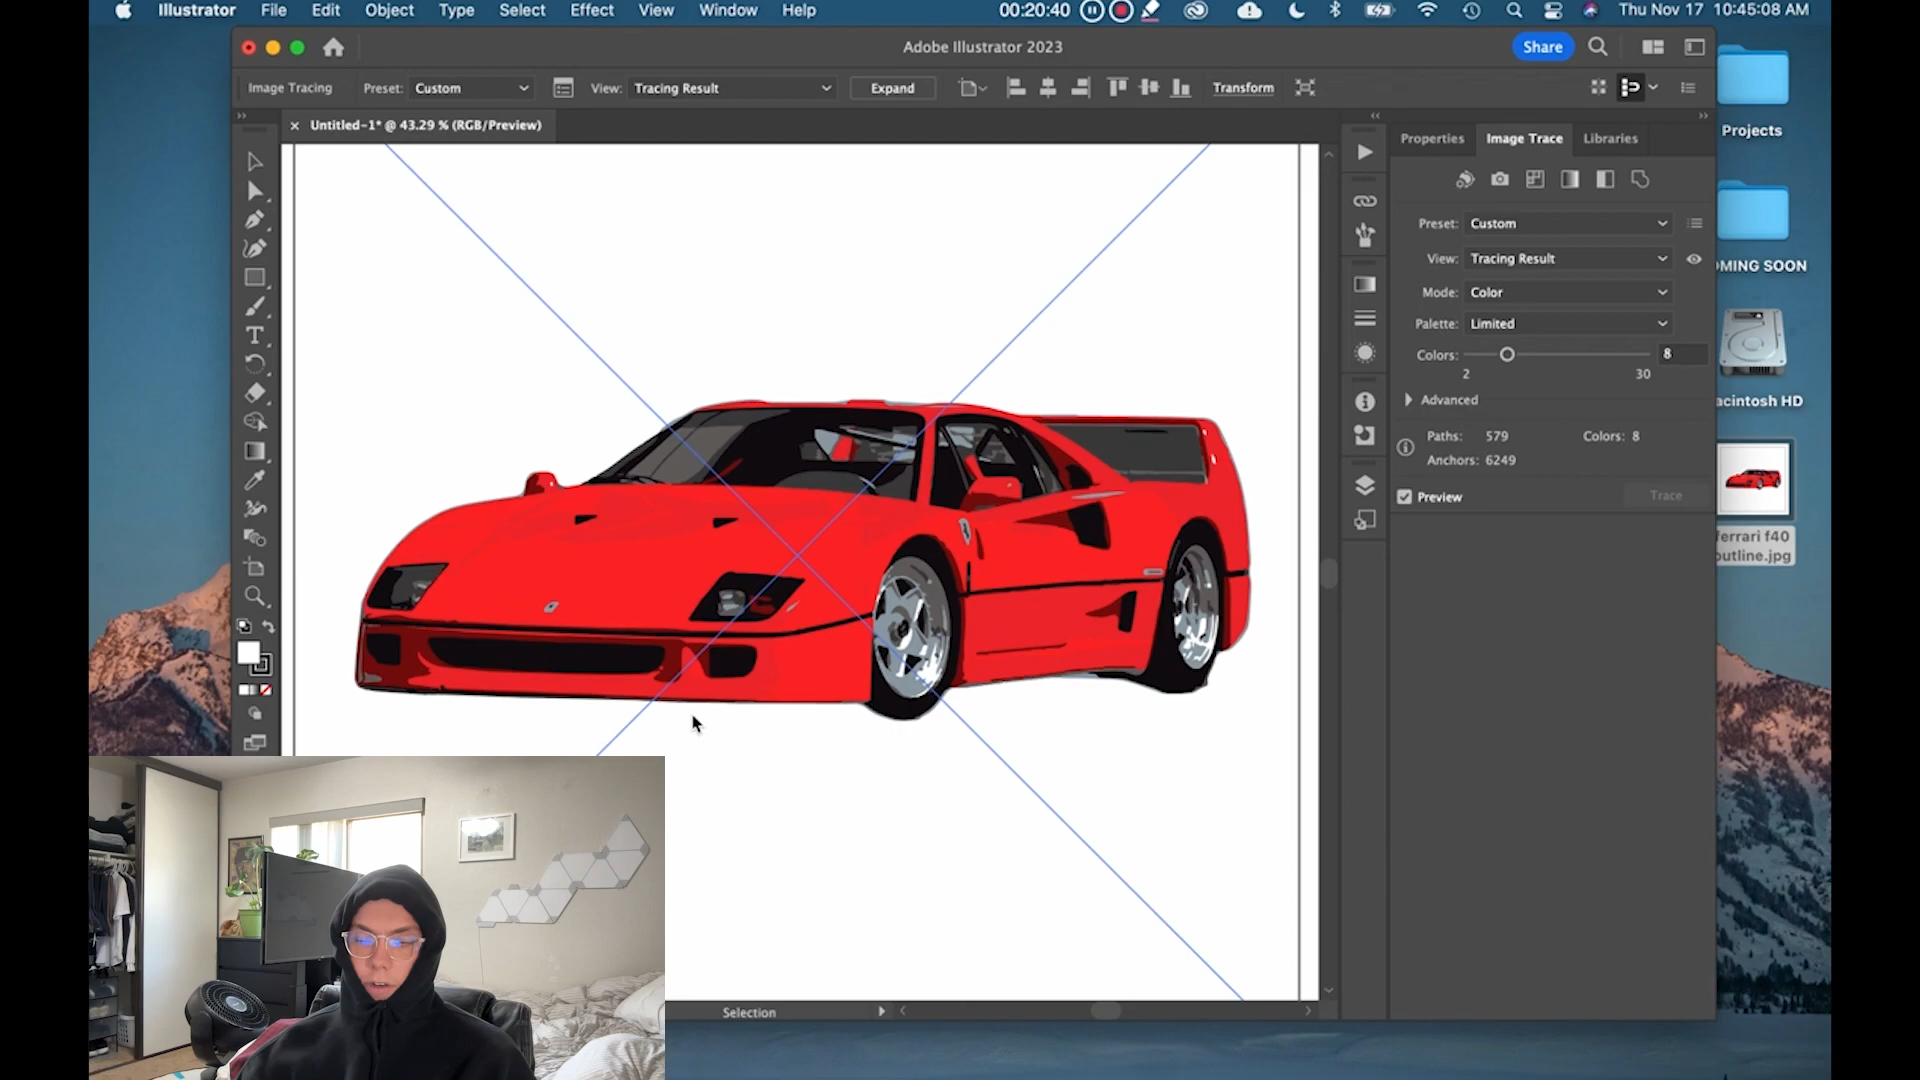 Illustrator File Edit Object Type Select Effect View Window Help 00:20:40 Thu Nov 17 10:45:08 AM
Adobe Illustrator 2023 Share
Image Tracing Preset: Custom View: Tracing Result Expand Transform
Untitled-1* @ 43.29 % (RGB/Preview)
Properties Image Trace Libraries
Preset: Custom
View: Tracing Result
Mode: Color
Palette: Limited
Colors: 8
2 30
Advanced
Paths: 579 Colors: 8
Anchors: 6249
Preview Trace
Selection
Projects
OMING SOON
acintosh HD
ferrari f40
outline.jpg